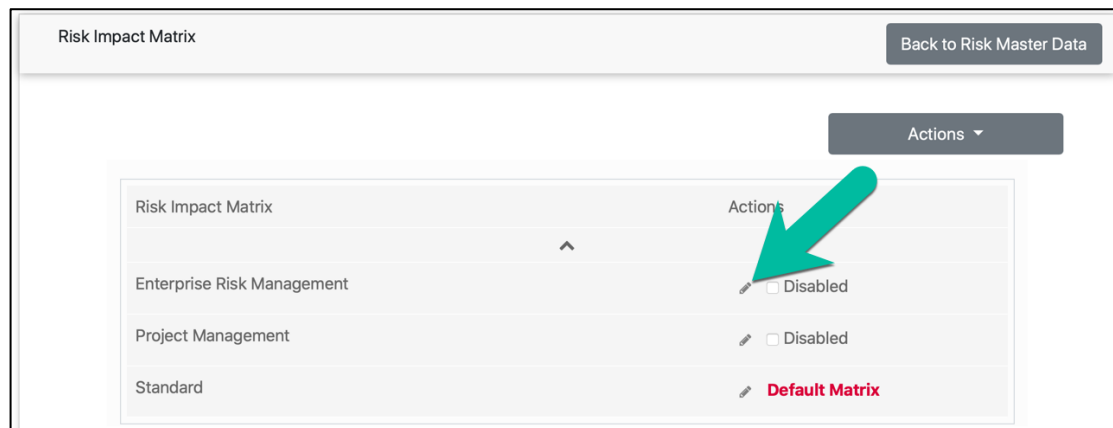 Risk Impact Matrix
Back to Risk Master Data
Actions
Risk Impact Matrix Actions
Enterprise Risk Management Disabled
Project Management Disabled
Standard Default Matrix